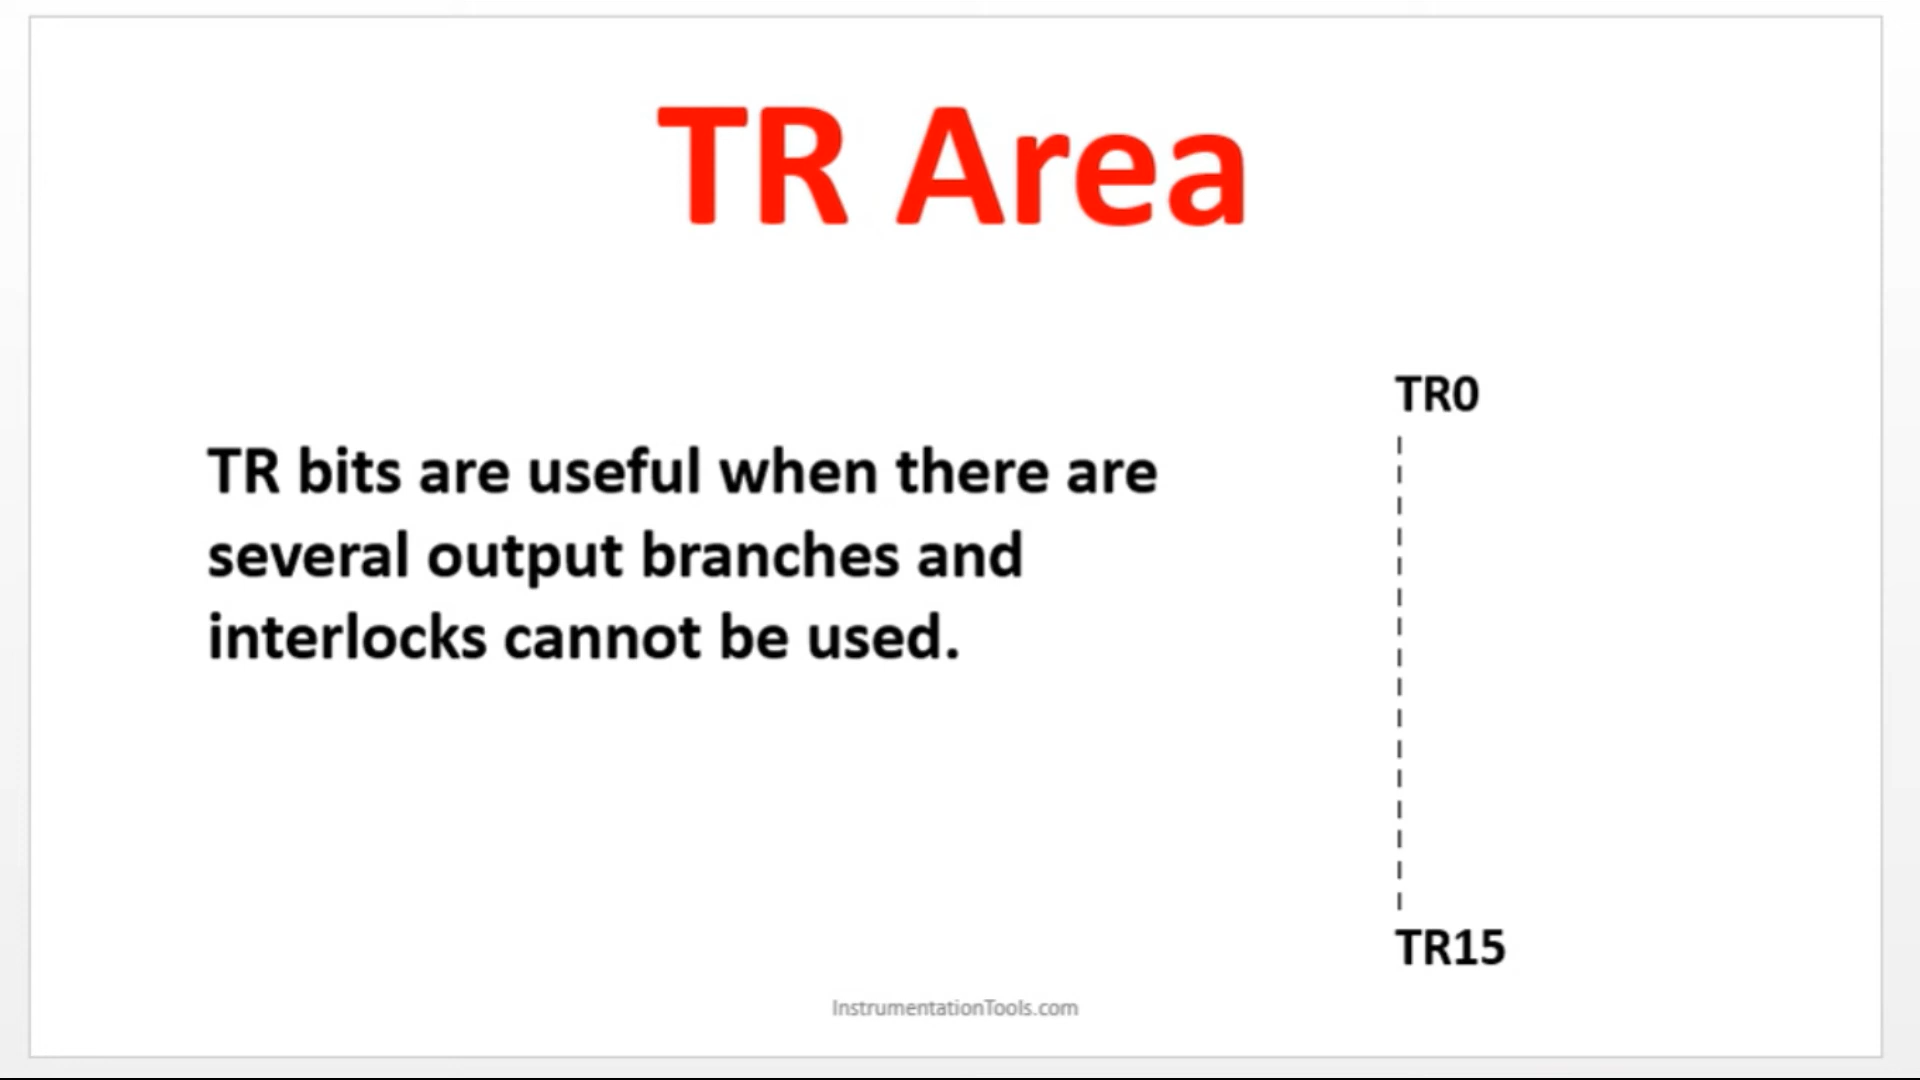 TR Area
TR0
TR bits are useful when there are
several output branches and
interlocks cannot be used.
TR15
InstrumentationTools.com